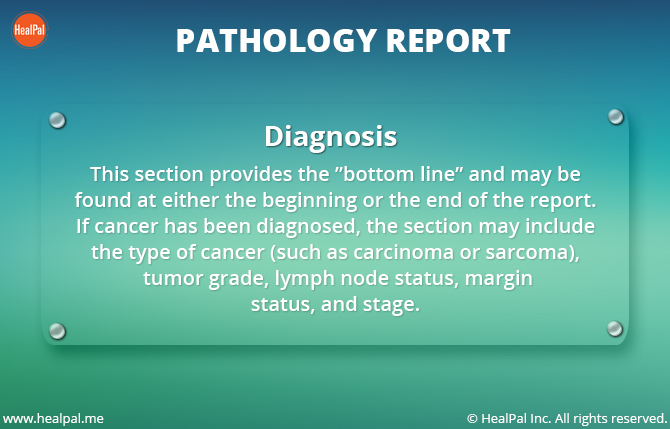 HealPal
PATHOLOGY REPORT
Diagnosis
This section provides the ”bottom line” and may be
found at either the beginning or the end of the report.
If cancer has been diagnosed, the section may include
the type of cancer (such as carcinoma or sarcoma),
tumor grade, lymph node status, margin
status, and stage.
www.healpal.me
© HealPal Inc. All rights reserved.